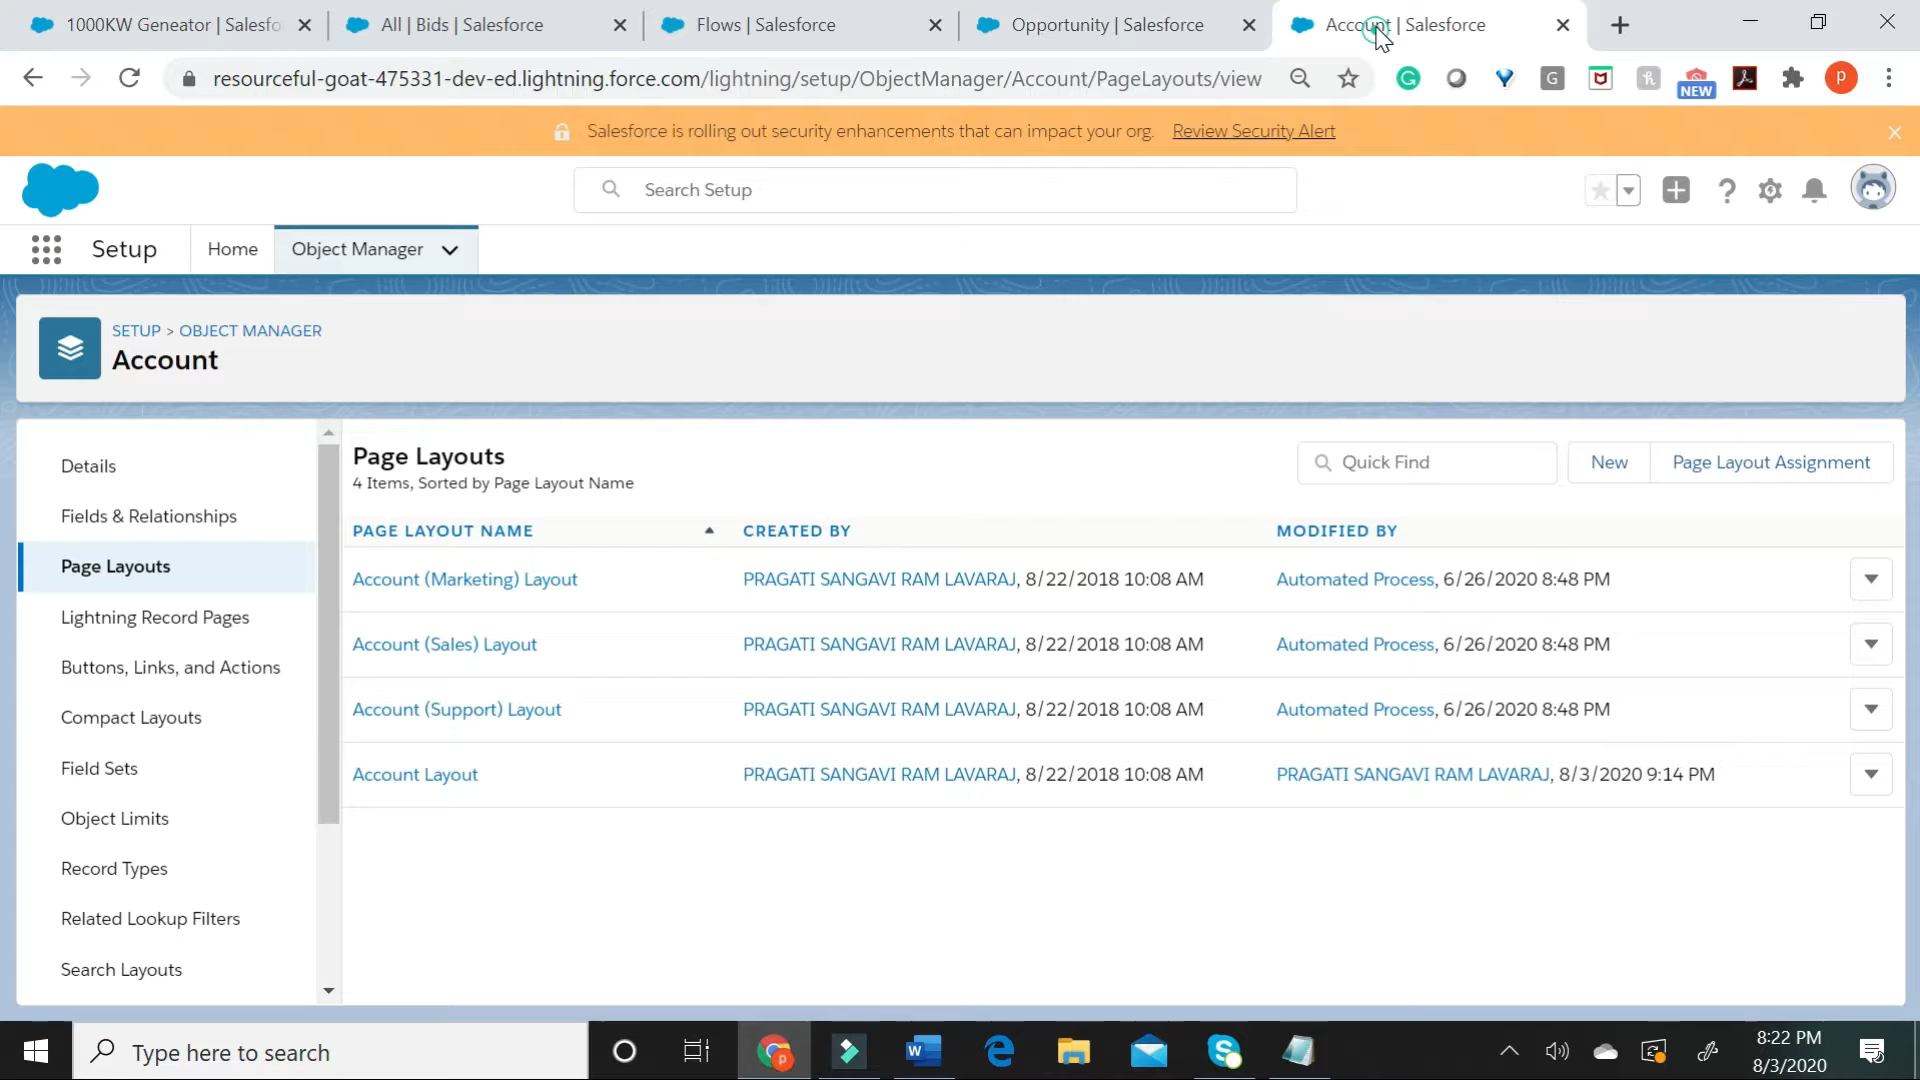 1000KW Geneator | Salesfo
All | Bids | Salesforce
Flows | Salesforce
Opportunity | Salesforce
Account | Salesforce
resourceful-goat-475331-dev-ed.lightning.force.com/lightning/setup/ObjectManager/Account/PageLayouts/view
NEW
Salesforce is rolling out security enhancements that can impact your org. Review Security Alert
Search Setup
Setup
Home
Object Manager
SETUP > OBJECT MANAGER
Account
Details
Fields & Relationships
Page Layouts
Lightning Record Pages
Buttons, Links, and Actions
Compact Layouts
Field Sets
Object Limits
Record Types
Related Lookup Filters
Search Layouts
Page Layouts
4 Items, Sorted by Page Layout Name
Quick Find
New
Page Layout Assignment
PAGE LAYOUT NAME CREATED BY MODIFIED BY
Account (Marketing) Layout PRAGATI SANGAVI RAM LAVARAJ, 8/22/2018 10:08 AM Automated Process, 6/26/2020 8:48 PM
Account (Sales) Layout PRAGATI SANGAVI RAM LAVARAJ, 8/22/2018 10:08 AM Automated Process, 6/26/2020 8:48 PM
Account (Support) Layout PRAGATI SANGAVI RAM LAVARAJ, 8/22/2018 10:08 AM Automated Process, 6/26/2020 8:48 PM
Account Layout PRAGATI SANGAVI RAM LAVARAJ, 8/22/2018 10:08 AM PRAGATI SANGAVI RAM LAVARAJ, 8/3/2020 9:14 PM
Type here to search
8:22 PM
8/3/2020